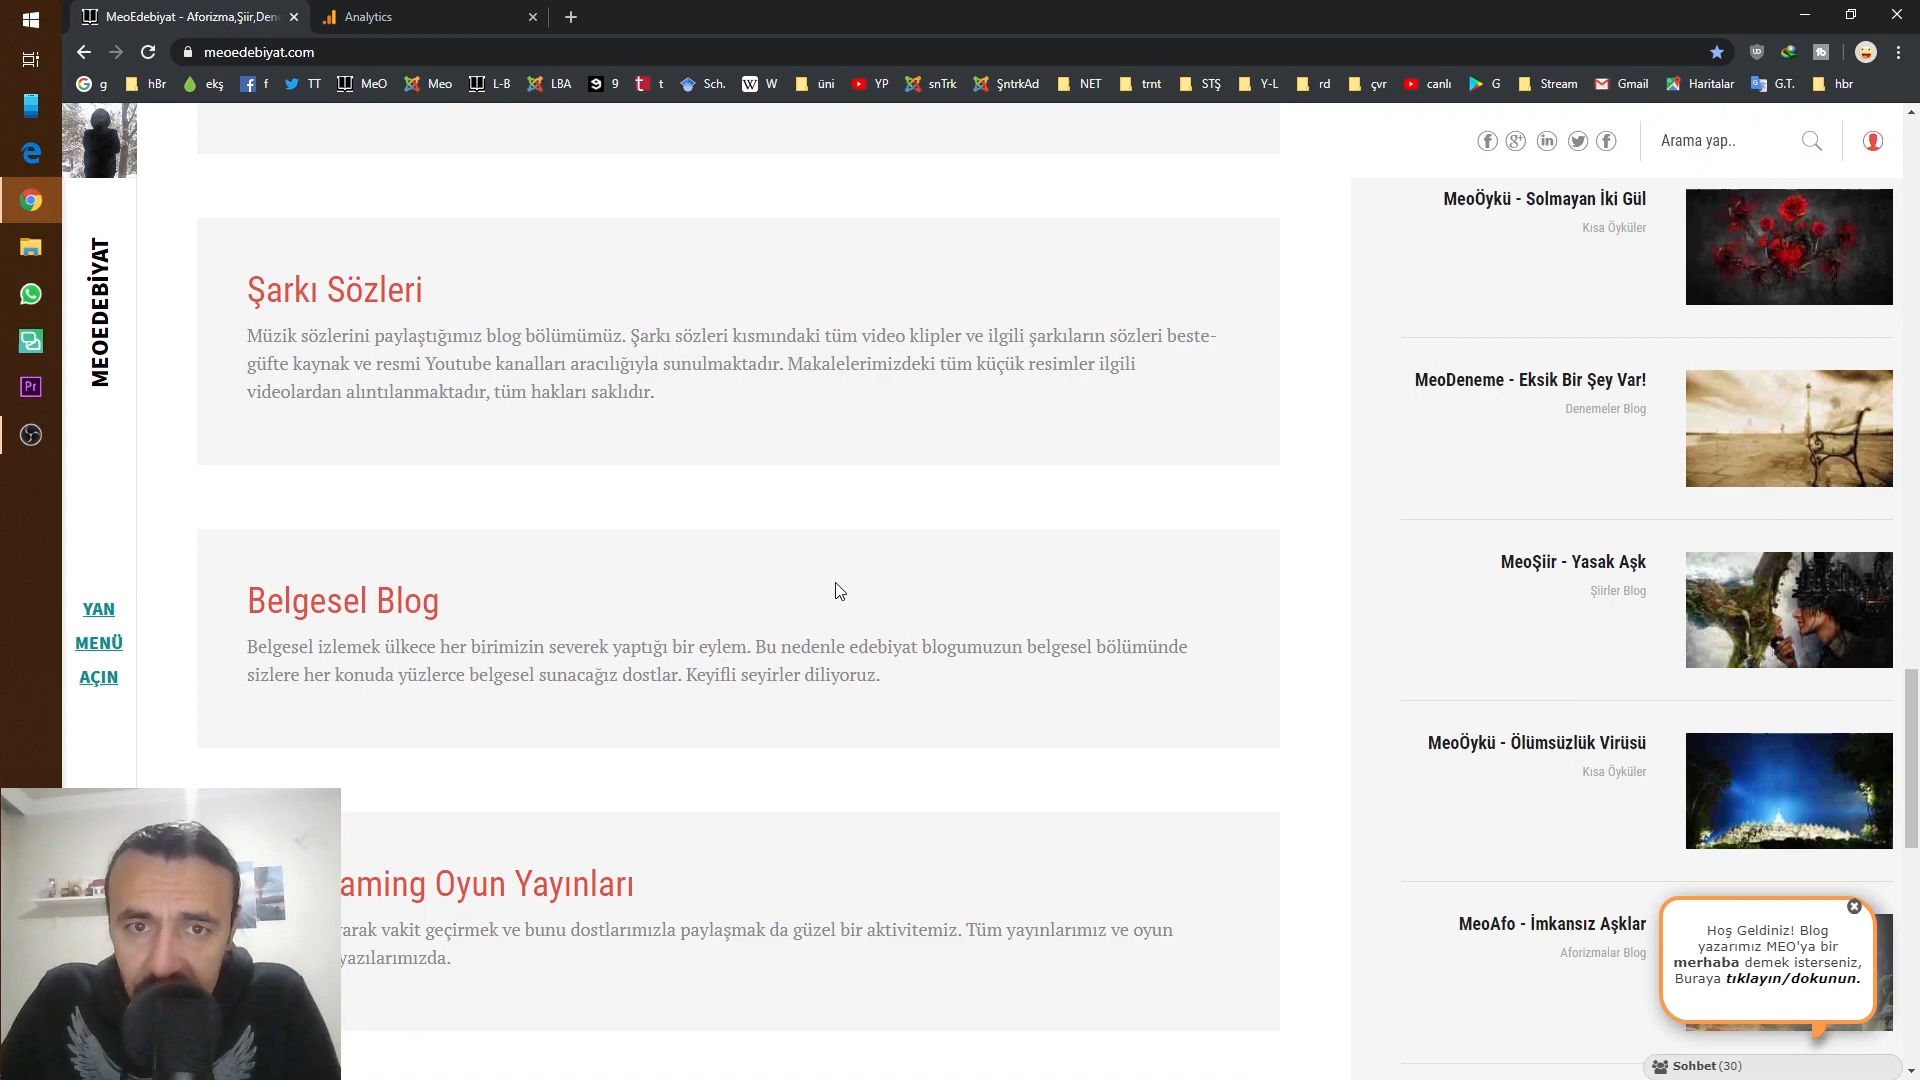 MeoEdebiyat - Aforizma,Şiir,Den
Analytics
meoedebiyat.com
g
hBr
ekş
f
TT
MeO
Meo
L-B
LBA
9
t
Sch.
W
üni
YP
snTrk
ŞntrkAd
NET
trnt
STŞ
Y-L
rd
çvr
canlı
G
Stream
Gmail
Haritalar
G.T.
hbr
Arama yap..
MEOEDEBİYAT
YAN
MENÜ
AÇIN
Şarkı Sözleri
Müzik sözlerini paylaştığımız blog bölümümüz. Şarkı sözleri kısmındaki tüm video klipler ve ilgili şarkıların sözleri beste-
güfte kaynak ve resmi Youtube kanalları aracılığıyla sunulmaktadır. Makalelerimizdeki tüm küçük resimler ilgili
videolardan alıntılanmaktadır, tüm hakları saklıdır.
Belgesel Blog
Belgesel izlemek ülkece her birimizin severek yaptığı bir eylem. Bu nedenle edebiyat blogumuzun belgesel bölümünde
sizlere her konuda yüzlerce belgesel sunacağız dostlar. Keyifli seyirler diliyoruz.
aming Oyun Yayınları
arak vakit geçirmek ve bunu dostlarımızla paylaşmak da güzel bir aktivitemiz. Tüm yayınlarımız ve oyun
yazılarımızda.
MeoÖykü - Solmayan İki Gül
Kısa Öyküler
MeoDeneme - Eksik Bir Şey Var!
Denemeler Blog
MeoŞiir - Yasak Aşk
Şiirler Blog
MeoÖykü - Ölümsüzlük Virüsü
Kısa Öyküler
MeoAfo - İmkansız Aşklar
Aforizmalar Blog
Hoş Geldiniz! Blog
yazarımız MEO'ya bir
merhaba demek isterseniz,
Buraya tıklayın/dokunun.
Sohbet (30)